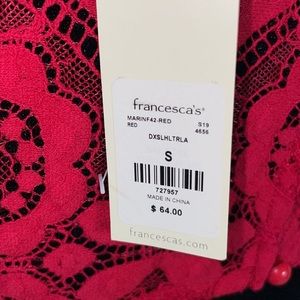 francesca's®
MARINF42-RED S19
RED 4656
DXSLHLTRLA
S
727957
MADE IN CHINA
$ 64.00
francescas.com